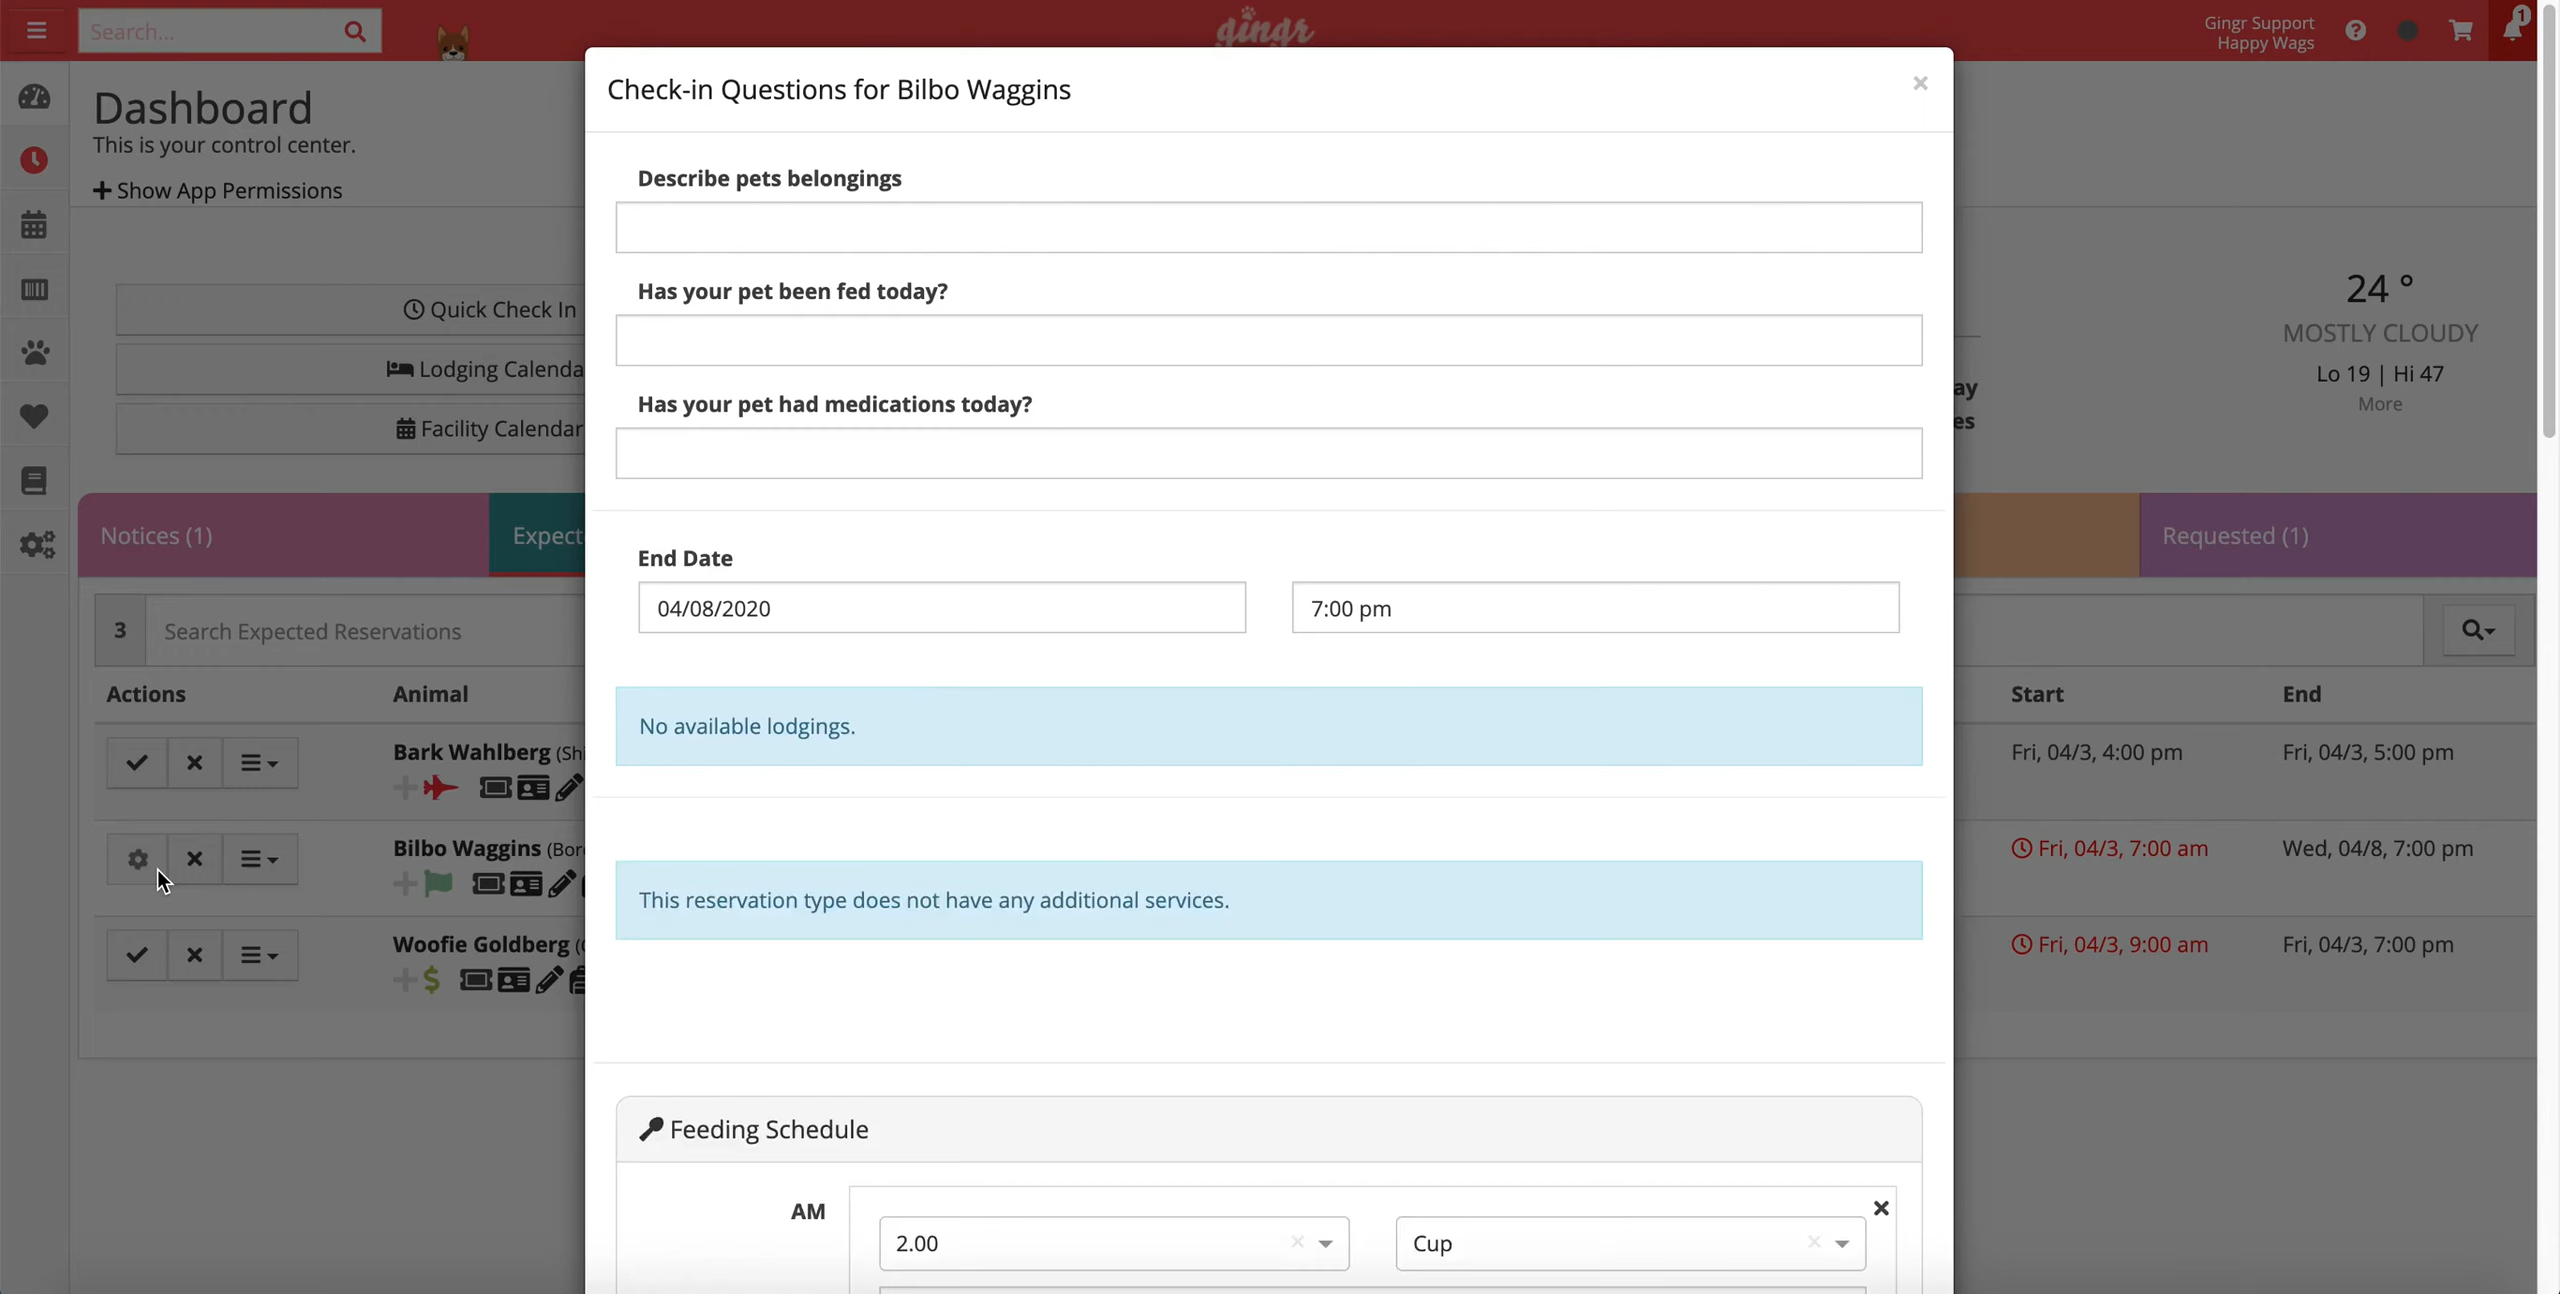 Search...
gingr
Gingr Support
Happy Wags
1
Dashboard
This is your control center.
Show App Permissions
Quick Check In
Lodging Calenda
Facility Calendar
Notices (1)
Expect
Requested (1)
3
Search Expected Reservations
Actions
Animal
Start
End
Bark Wahlberg (Shi
Fri, 04/3, 4:00 pm
Fri, 04/3, 5:00 pm
Bilbo Waggins (Bor
Fri, 04/3, 7:00 am
Wed, 04/8, 7:00 pm
Woofie Goldberg (
Fri, 04/3, 9:00 am
Fri, 04/3, 7:00 pm
24 °
MOSTLY CLOUDY
Lo 19 | Hi 47
More
ay
es
Check-in Questions for Bilbo Waggins
Describe pets belongings
Has your pet been fed today?
Has your pet had medications today?
End Date
04/08/2020
7:00 pm
No available lodgings.
This reservation type does not have any additional services.
Feeding Schedule
AM
2.00
Cup